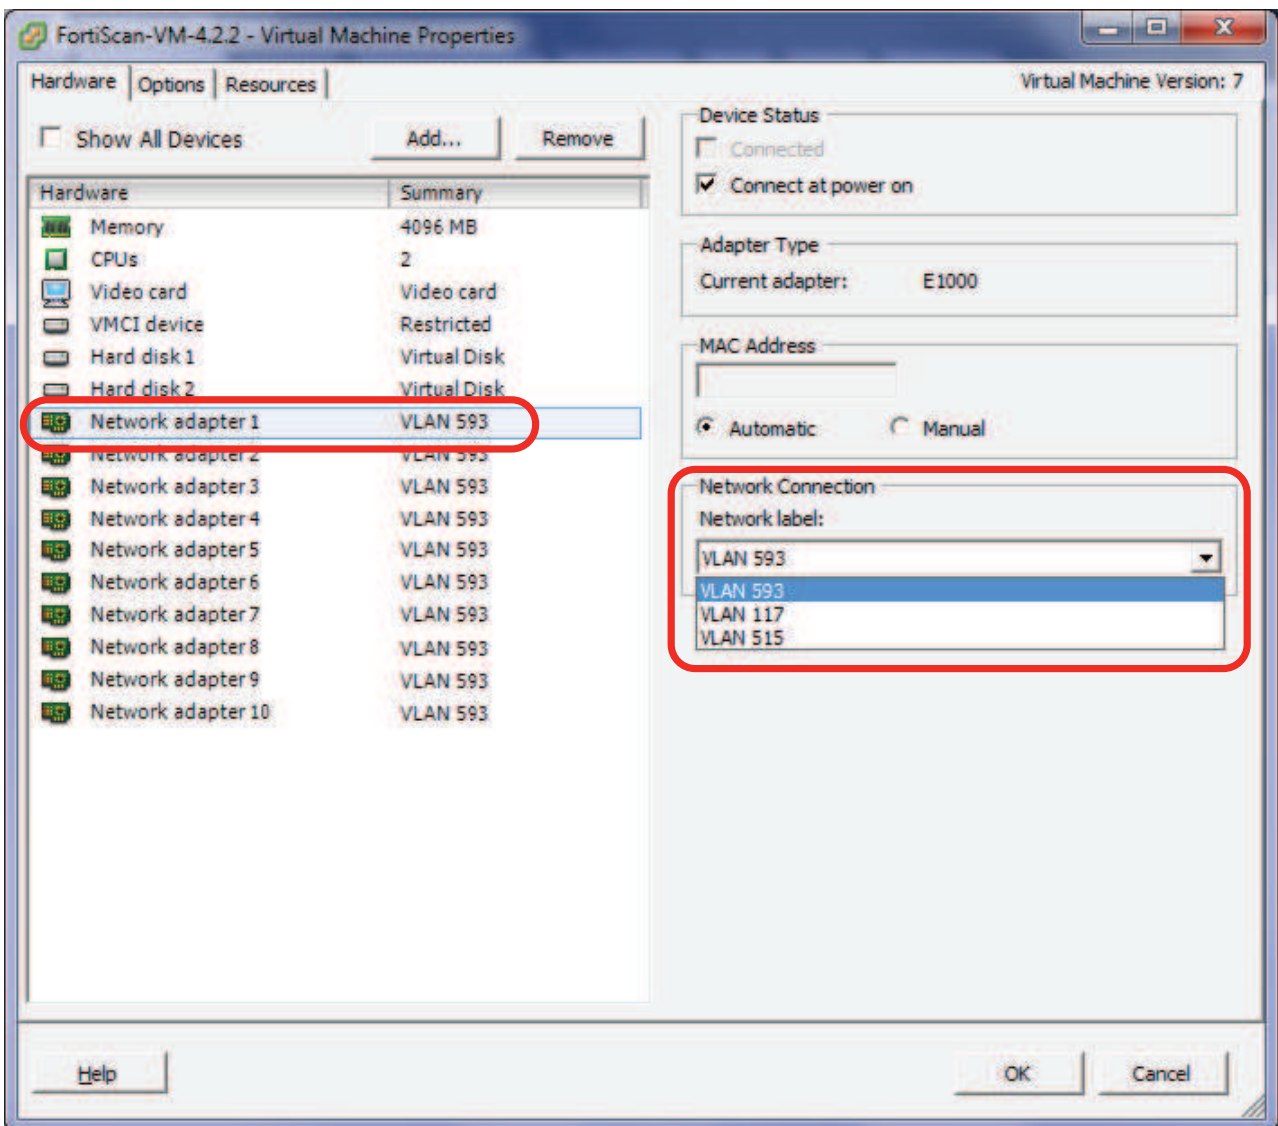 FortiScan-VM-4.2.2 - Virtual Machine Properties
Hardware Options Resources
Virtual Machine Version: 7
Show All Devices
Add...
Remove
Hardware Summary
Memory 4096 MB
CPUs 2
Video card Video card
VMCI device Restricted
Hard disk 1 Virtual Disk
Hard disk 2 Virtual Disk
Network adapter 1 VLAN 593
Network adapter 2 VLAN 593
Network adapter 3 VLAN 593
Network adapter 4 VLAN 593
Network adapter 5 VLAN 593
Network adapter 6 VLAN 593
Network adapter 7 VLAN 593
Network adapter 8 VLAN 593
Network adapter 9 VLAN 593
Network adapter 10 VLAN 593
Device Status
Connected
Connect at power on
Adapter Type
Current adapter: E1000
MAC Address
Automatic Manual
Network Connection
Network label:
VLAN 593
VLAN 593
VLAN 117
VLAN 515
Help
OK
Cancel